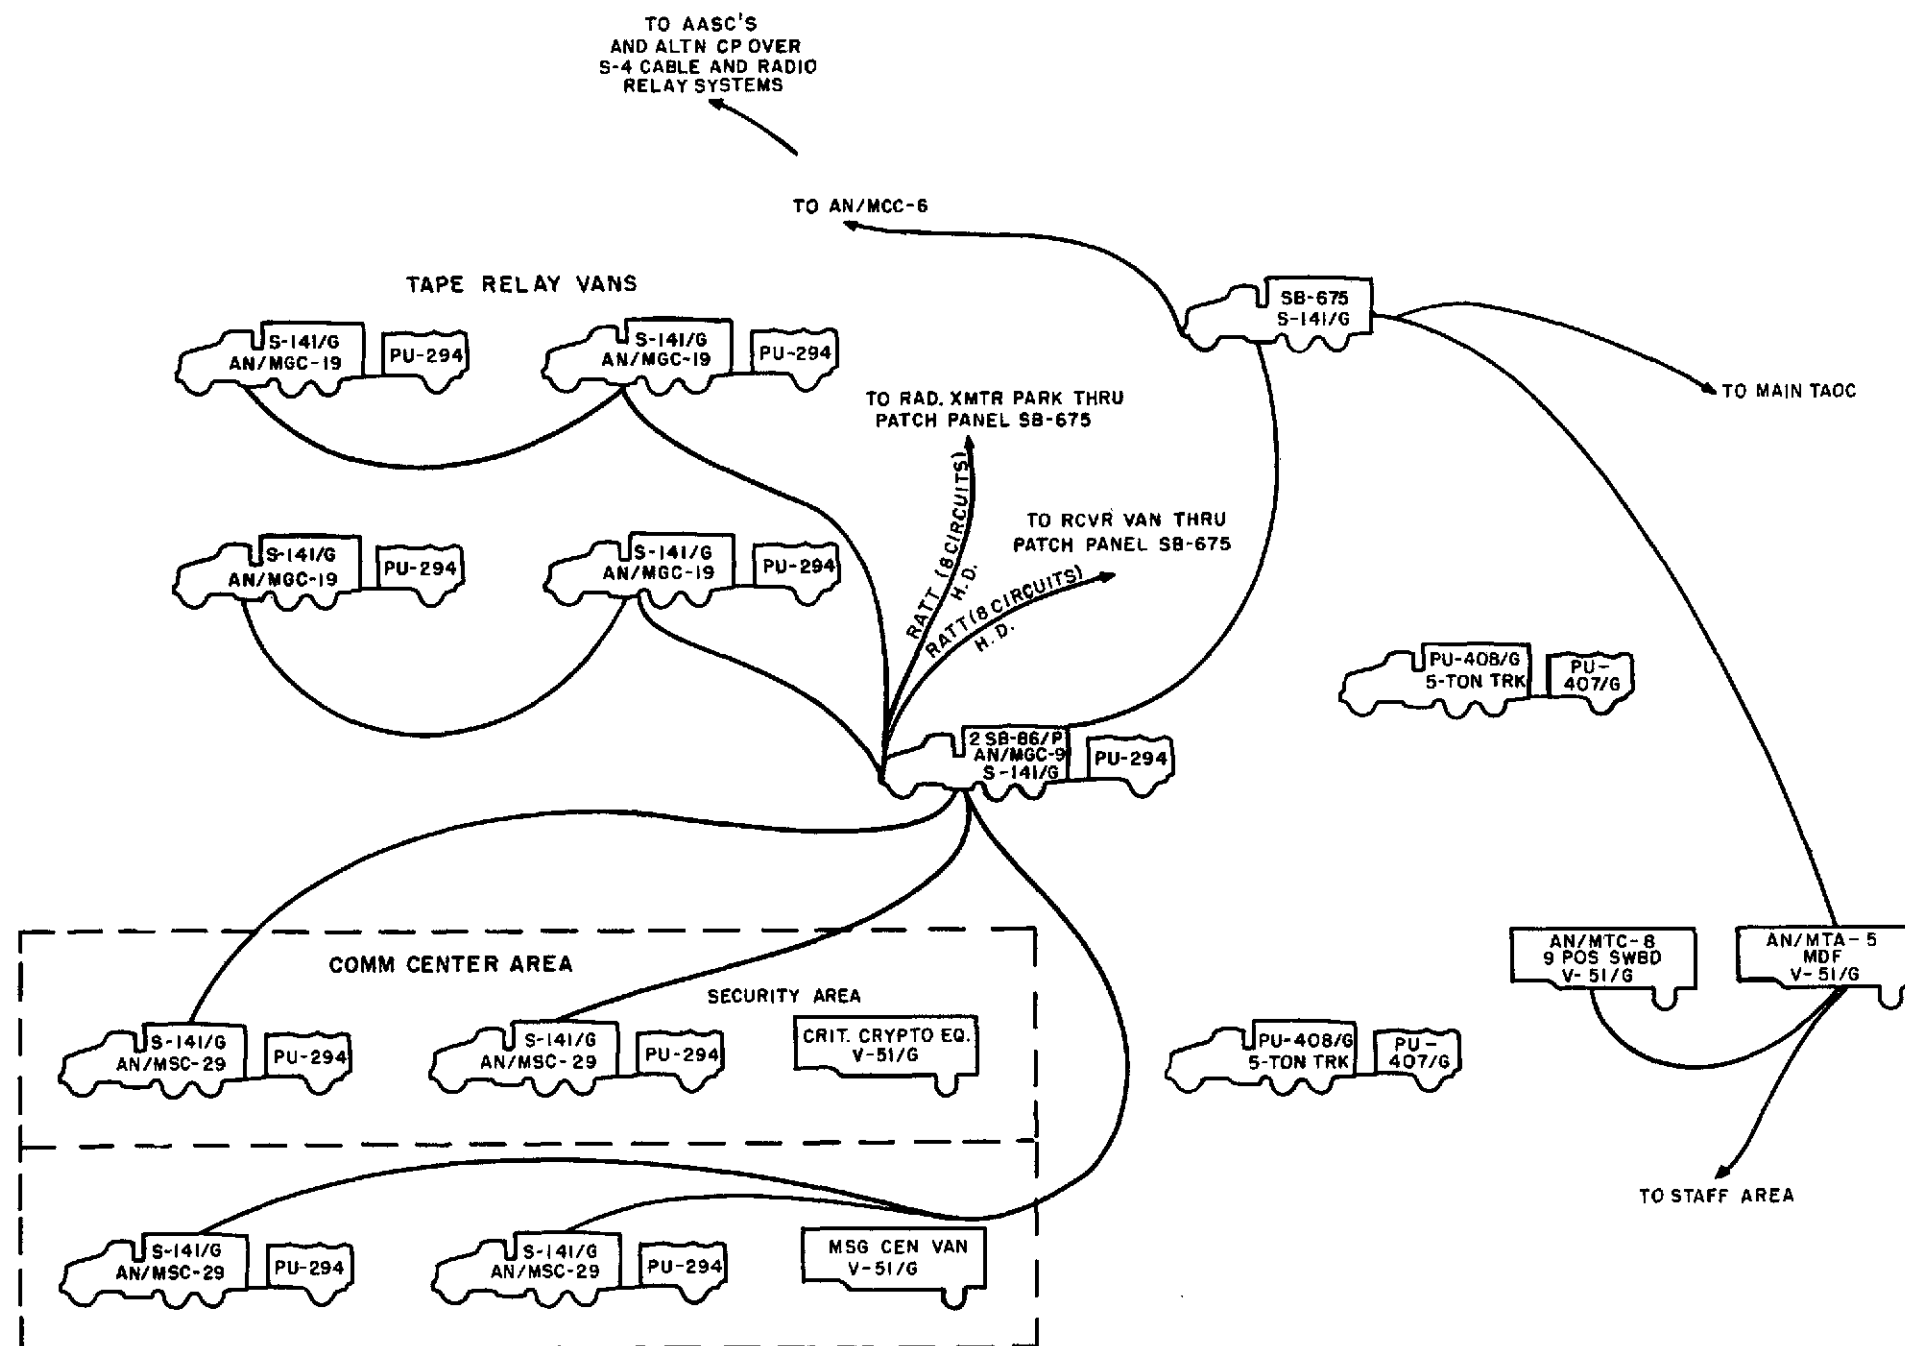 TO AASC'S
AND ALTN CP OVER
S-4 CABLE AND RADIO
RELAY SYSTEMS
TO AN/MCC-6
TAPE RELAY VANS
SB-675
S-141/G
S-141/G
AN/MGC-19
PU-294
S-141/G
AN/MGC-19
PU-294
TO MAIN TAOC
TO RAD. XMTR PARK THRU
PATCH PANEL SB-675
RATT (8 CIRCUITS)
H.D.
TO RCVR VAN THRU
PATCH PANEL SB-675
RATT (8 CIRCUITS)
H.D.
S-141/G
AN/MGC-19
PU-294
S-141/G
AN/MGC-19
PU-294
PU-408/G
5-TON TRK
PU-
407/G
2 SB-86/P
AN/MGC-9
S-141/G
PU-294
COMM CENTER AREA
SECURITY AREA
AN/MTC-8
9 POS SWBD
V-51/G
AN/MTA-5
MDF
V-51/G
S-141/G
AN/MSC-29
PU-294
S-141/G
AN/MSC-29
PU-294
CRIT. CRYPTO EQ.
V-51/G
PU-408/G
5-TON TRK
PU-
407/G
TO STAFF AREA
S-141/G
AN/MSC-29
PU-294
S-141/G
AN/MSC-29
PU-294
MSG CEN VAN
V-51/G